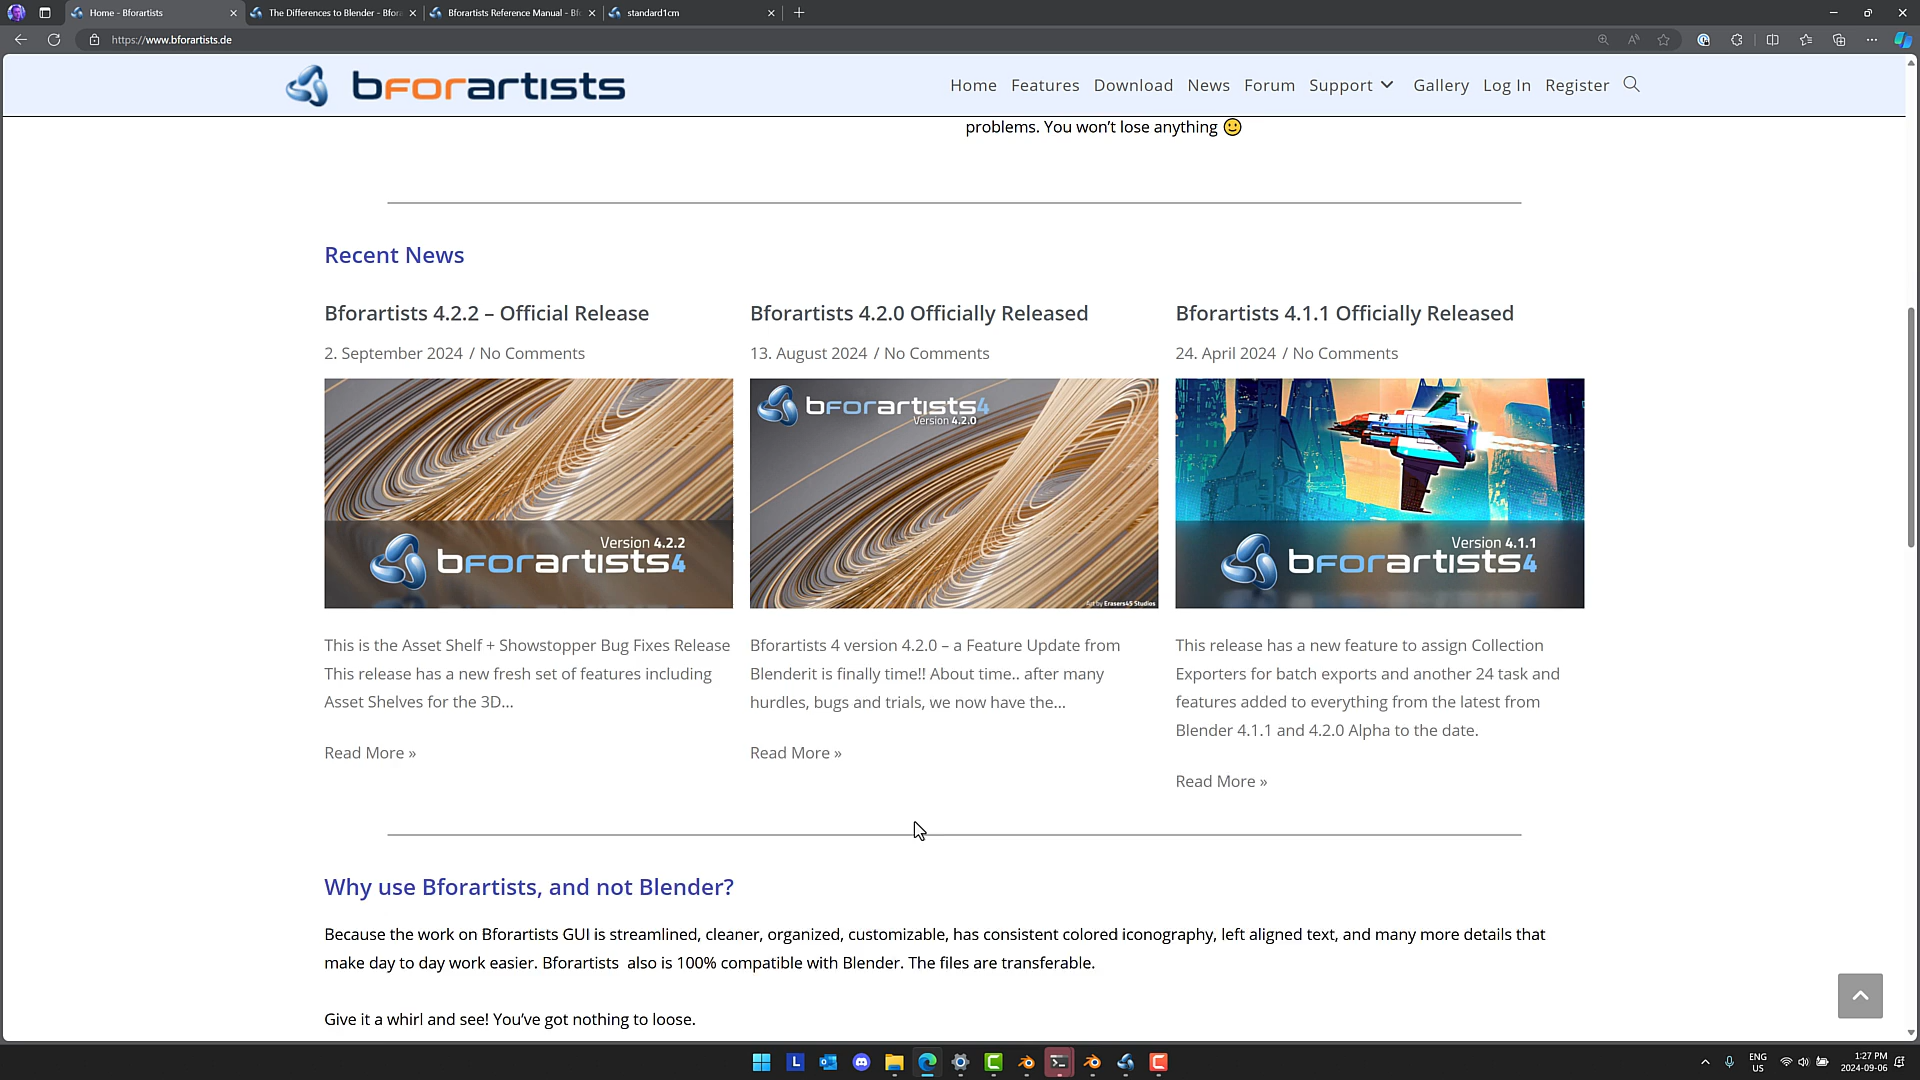 Home - Bforartists
The Differences to Blender - Bfora
Bforartists Reference Manual - Bf
standard1cm
https://www.bforartists.de
bforartists
Home
Features
Download
News
Forum
Support
Gallery
Log In
Register
problems. You won't lose anything 🙂
Recent News
Bforartists 4.2.2 – Official Release
2. September 2024 / No Comments
Version 4.2.2
bforartists4
This is the Asset Shelf + Showstopper Bug Fixes Release
This release has a new fresh set of features including
Asset Shelves for the 3D...
Read More »
Bforartists 4.2.0 Officially Released
13. August 2024 / No Comments
bforartists4
Version 4.2.0
Art by Erasers45 Studios
Bforartists 4 version 4.2.0 – a Feature Update from
Blenderit is finally time!! About time.. after many
hurdles, bugs and trials, we now have the...
Read More »
Bforartists 4.1.1 Officially Released
24. April 2024 / No Comments
Version 4.1.1
bforartists4
This release has a new feature to assign Collection
Exporters for batch exports and another 24 task and
features added to everything from the latest from
Blender 4.1.1 and 4.2.0 Alpha to the date.
Read More »
Why use Bforartists, and not Blender?
Because the work on Bforartists GUI is streamlined, cleaner, organized, customizable, has consistent colored iconography, left aligned text, and many more details that
make day to day work easier. Bforartists  also is 100% compatible with Blender. The files are transferable.
Give it a whirl and see! You've got nothing to loose.
ENG
US
1:27 PM
2024-09-06